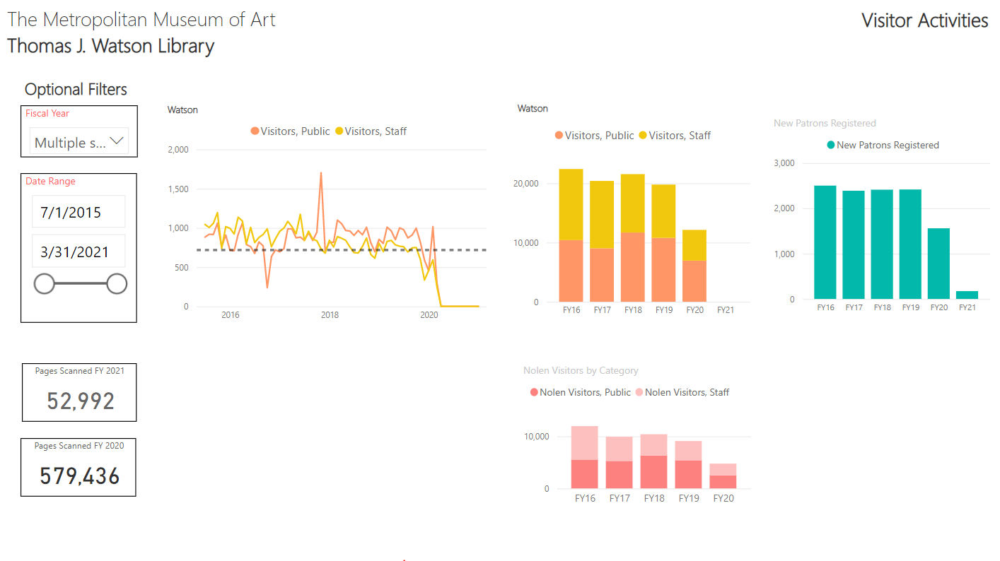 The Metropolitan Museum of Art
Visitor Activities
Thomas J. Watson Library
Optional Filters
Fiscal Year
Multiple s...
Date Range
7/1/2015
3/31/2021
Pages Scanned FY 2021
52,992
Pages Scanned FY 2020
579,436
Watson
Visitors, Public Visitors, Staff
2,000
1,500
1,000
500
0
2016 2018 2020
Watson
Visitors, Public Visitors, Staff
20,000
10,000
0
FY16 FY17 FY18 FY19 FY20 FY21
New Patrons Registered
New Patrons Registered
3,000
2,000
1,000
0
FY16 FY17 FY18 FY19 FY20 FY21
Nolen Visitors by Category
Nolen Visitors, Public Nolen Visitors, Staff
10,000
0
FY16 FY17 FY18 FY19 FY20